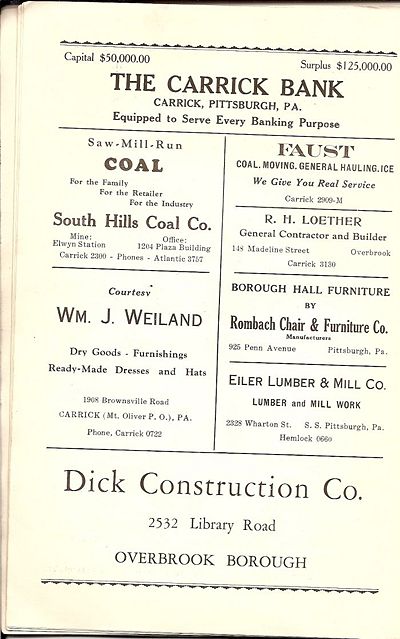 Capital $50,000.00
Surplus $125,000.00
THE CARRICK BANK
CARRICK, PITTSBURGH, PA.
Equipped to Serve Every Banking Purpose
Saw-Mill-Run
COAL
For the Family
For the Retailer
For the Industry
South Hills Coal Co.
Mine:
Elwyn Station
Office:
1204 Plaza Building
Carrick 2300 - Phones - Atlantic 3757
Courtesy
WM. J. WEILAND
Dry Goods - Furnishings
Ready-Made Dresses and Hats
1908 Brownsville Road
CARRICK (Mt. Oliver P. O.), PA.
Phone, Carrick 0722
FAUST
COAL. MOVING. GENERAL HAULING. ICE
We Give You Real Service
Carrick 2909-M
R. H. LOETHER
General Contractor and Builder
148 Madeline Street Overbrook
Carrick 3130
BOROUGH HALL FURNITURE
BY
Rombach Chair & Furniture Co.
Manufacturers
925 Penn Avenue Pittsburgh, Pa.
EILER LUMBER & MILL CO.
LUMBER and MILL WORK
2328 Wharton St. S. S. Pittsburgh, Pa.
Hemlock 0660
Dick Construction Co.
2532 Library Road
OVERBROOK BOROUGH